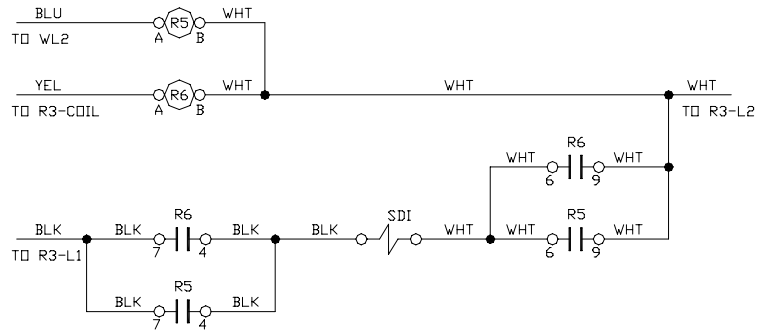 BLU R5 WHT
TO WL2 A B
YEL R6 WHT WHT WHT
TO R3-COIL A B TO R3-L2
R6
WHT WHT
6 9
BLK BLK R6 BLK BLK SDI WHT WHT R5 WHT
TO R3-L1 7 4 6 9
R5
BLK BLK
7 4